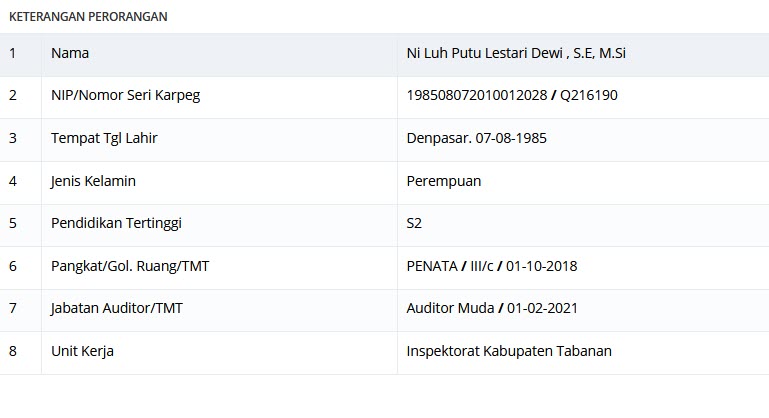 KETERANGAN PERORANGAN
1 Nama Ni Luh Putu Lestari Dewi , S.E, M.Si
2 NIP/Nomor Seri Karpeg 198508072010012028 / Q216190
3 Tempat Tgl Lahir Denpasar. 07-08-1985
4 Jenis Kelamin Perempuan
5 Pendidikan Tertinggi S2
6 Pangkat/Gol. Ruang/TMT PENATA / III/c / 01-10-2018
7 Jabatan Auditor/TMT Auditor Muda / 01-02-2021
8 Unit Kerja Inspektorat Kabupaten Tabanan